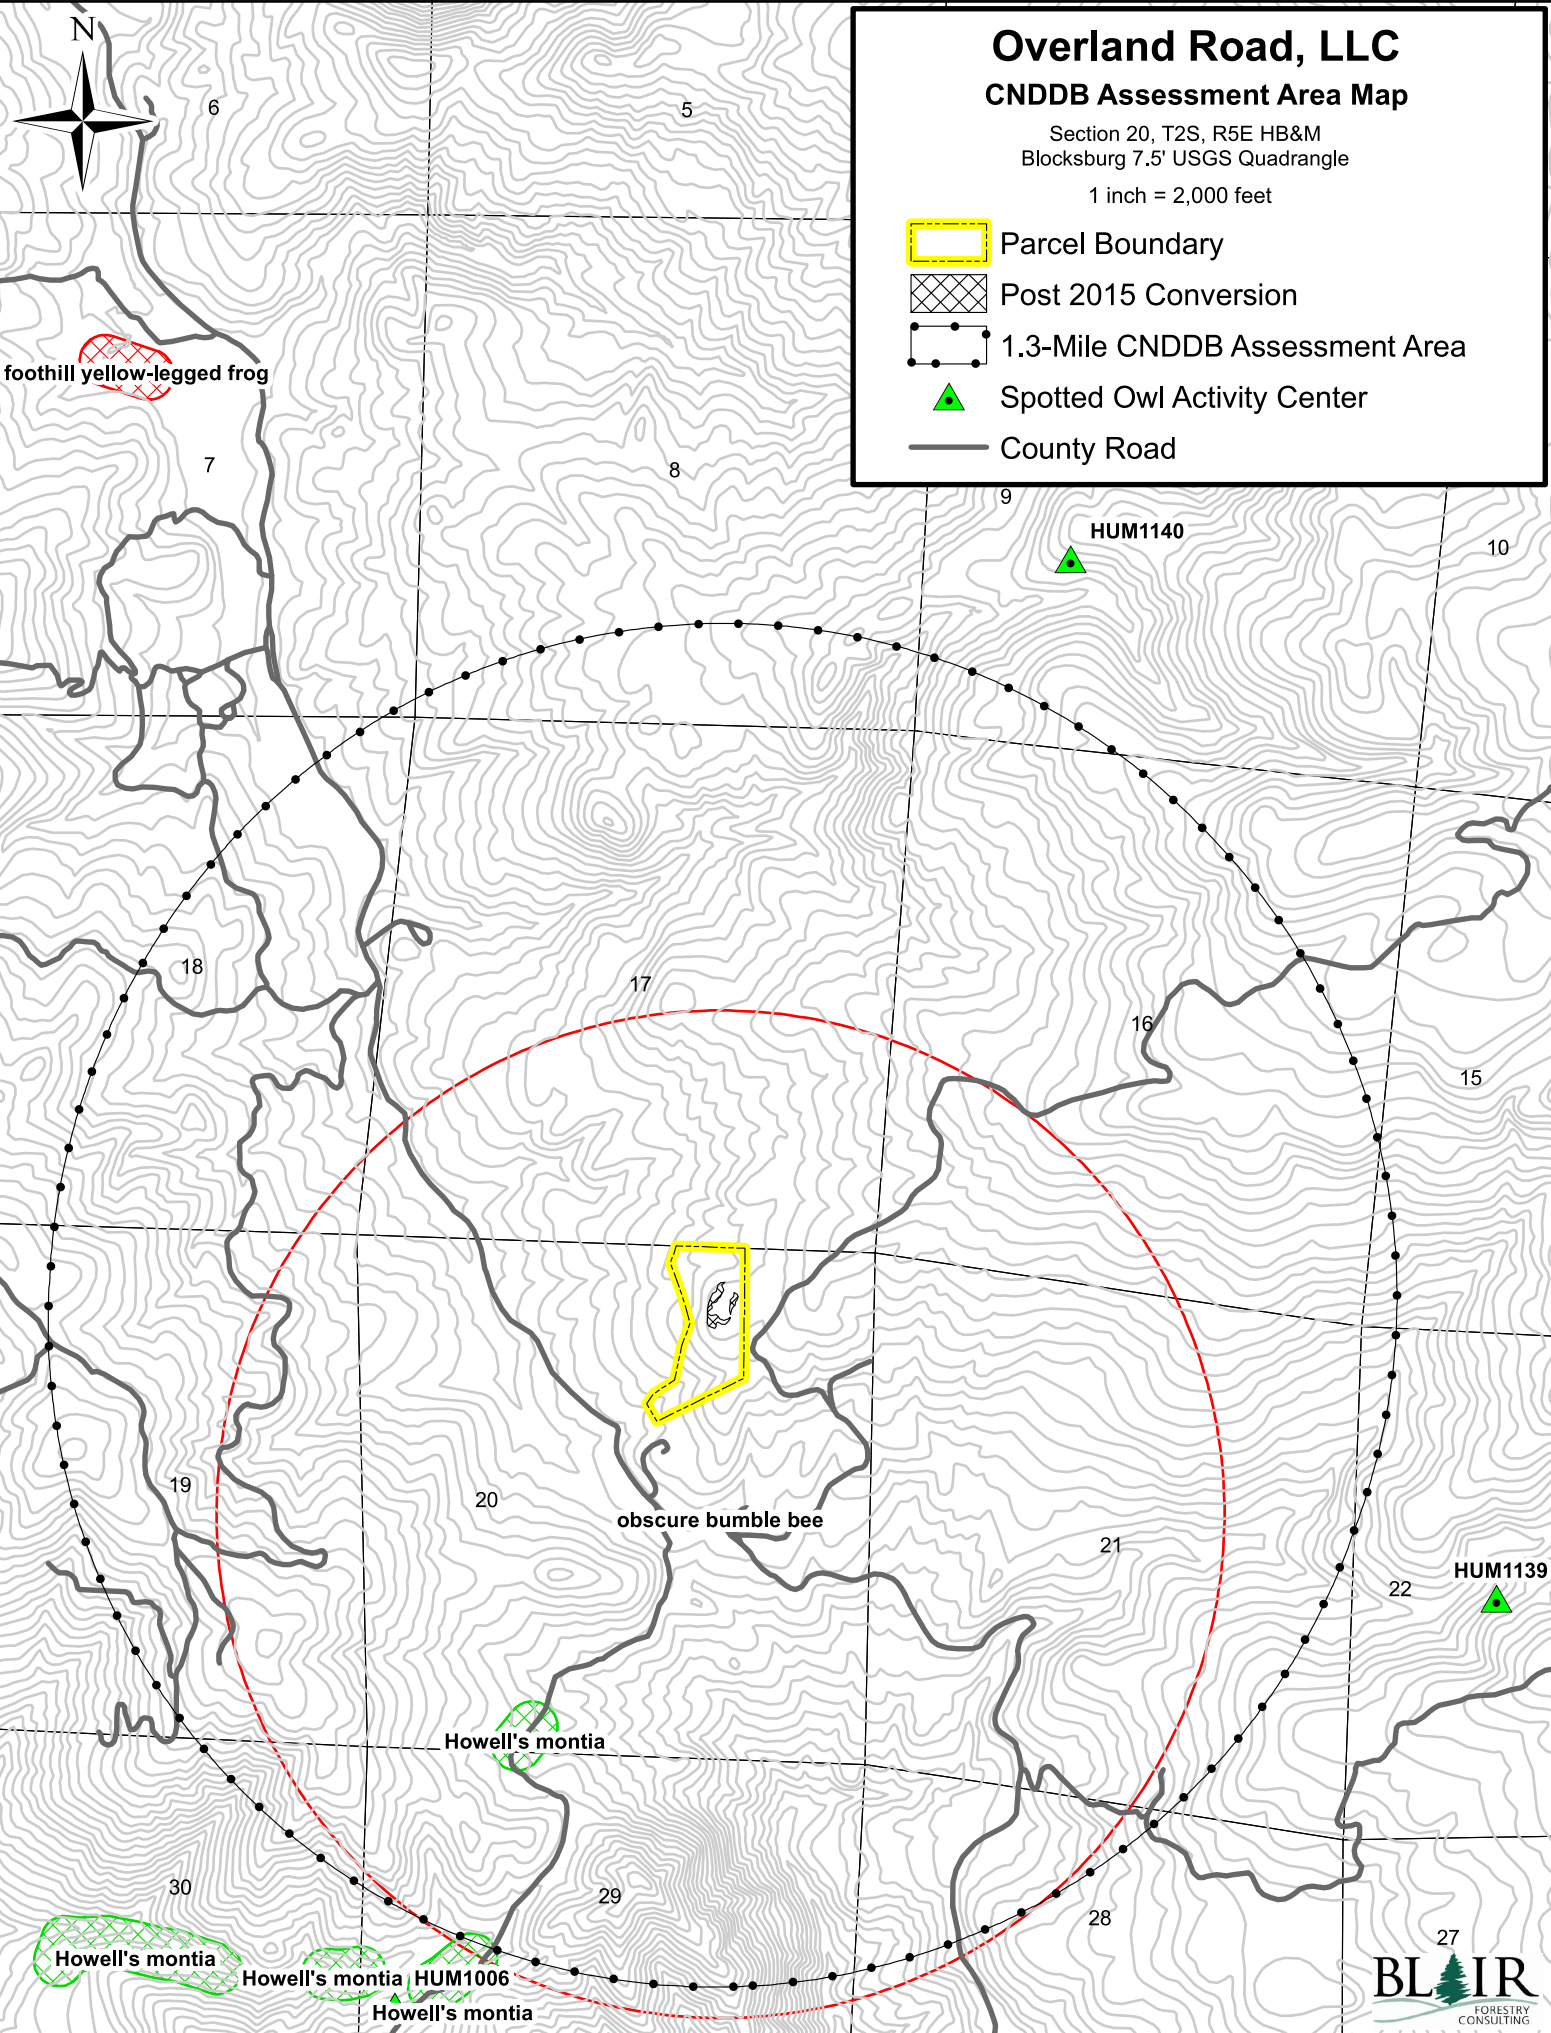 N
Overland Road, LLC
CNDDB Assessment Area Map
Section 20, T2S, R5E HB&M
Blocksburg 7.5' USGS Quadrangle
1 inch = 2,000 feet
Parcel Boundary
Post 2015 Conversion
1.3-Mile CNDDB Assessment Area
Spotted Owl Activity Center
County Road
6
5
foothill yellow-legged frog
7
8
9
HUM1140
10
18
17
16
15
19
20
obscure bumble bee
21
22
HUM1139
Howell's montia
30
29
28
27
Howell's montia
Howell's montia
HUM1006
Howell's montia
BLAIR
FORESTRY
CONSULTING